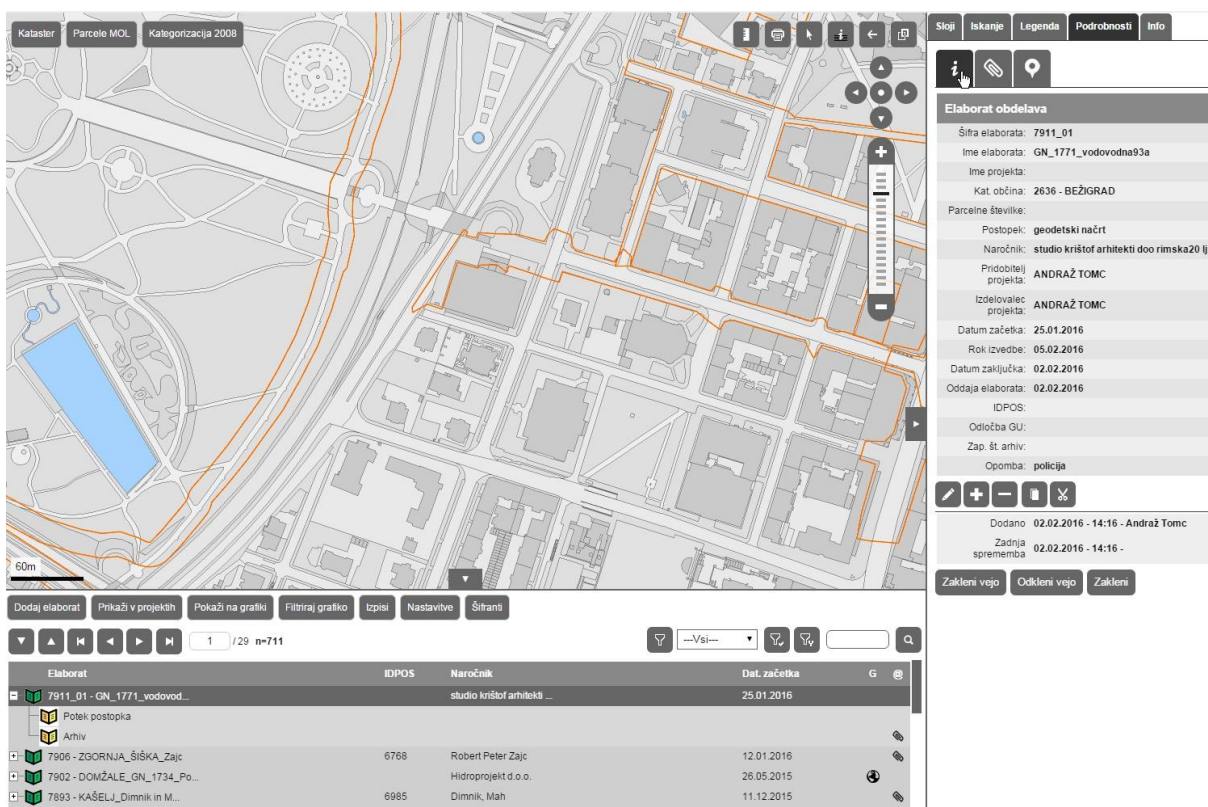 Kataster Parcele MOL Kategorizacija 2008
60m
Sloji Iskanje Legenda Podrobnosti Info
Elaborat obdelava
Šifra elaborata: 7911_01
Ime elaborata: GN_1771_vodovodna93a
Ime projekta:
Kat. občina: 2636 - BEŽIGRAD
Parcelne številke:
Postopek: geodetski načrt
Naročnik: studio krištof arhitekti doo rimska20 lj
Pridobitelj projekta: ANDRAŽ TOMC
Izdelovalec projekta: ANDRAŽ TOMC
Datum začetka: 25.01.2016
Rok izvedbe: 05.02.2016
Datum zaključka: 02.02.2016
Oddaja elaborata: 02.02.2016
IDPOS:
Odločba GU:
Zap. št. arhiv:
Opomba: policija
Dodano 02.02.2016 - 14:16 - Andraž Tomc
Zadnja sprememba 02.02.2016 - 14:16 -
Zakleni vejo Odkleni vejo Zakleni
Dodaj elaborat Prikaži v projektih Pokaži na grafiki Filtriraj grafiko Izpisi Nastavitve Šifranti
1 / 29 n=711 ---Vsi---
Elaborat IDPOS Naročnik Dat. začetka G @
7911_01 - GN_1771_vodovod... studio krištof arhitekti ... 25.01.2016
Potek postopka
Arhiv
7906 - ZGORNJA_ŠIŠKA_Zajc 6768 Robert Peter Zajc 12.01.2016
7902 - DOMŽALE_GN_1734_Po... Hidroprojekt d.o.o. 26.05.2015
7893 - KAŠELJ_Dimnik in M... 6985 Dimnik, Mah 11.12.2015